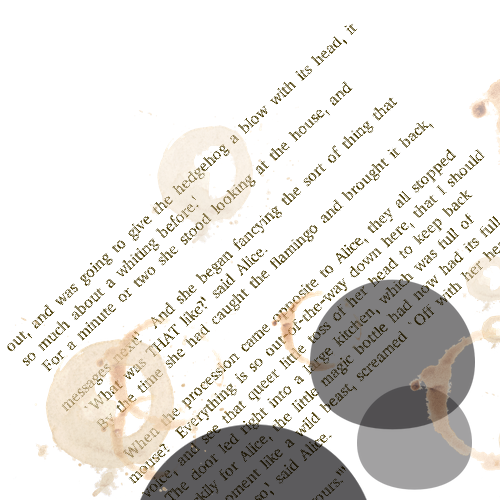 out, and was going to give the hedgehog a blow with its head, it
so much about a whiting before.'
For a minute or two she stood looking at the house, and
messages next!' And she began fancying the sort of thing that
'What was THAT like?' said Alice.
By the time she had caught the flamingo and brought it back,
When the procession came opposite to Alice, they all stopped
mouse? Everything is so out-of-the-way down here, that I should
voice, and see that queer little toss of her head to keep back
The door led right into a large kitchen, which was full of
kily for Alice, the little magic bottle had now had its full
oment like a wild beast, screamed 'Off with her
so, said Alice.
ours."'